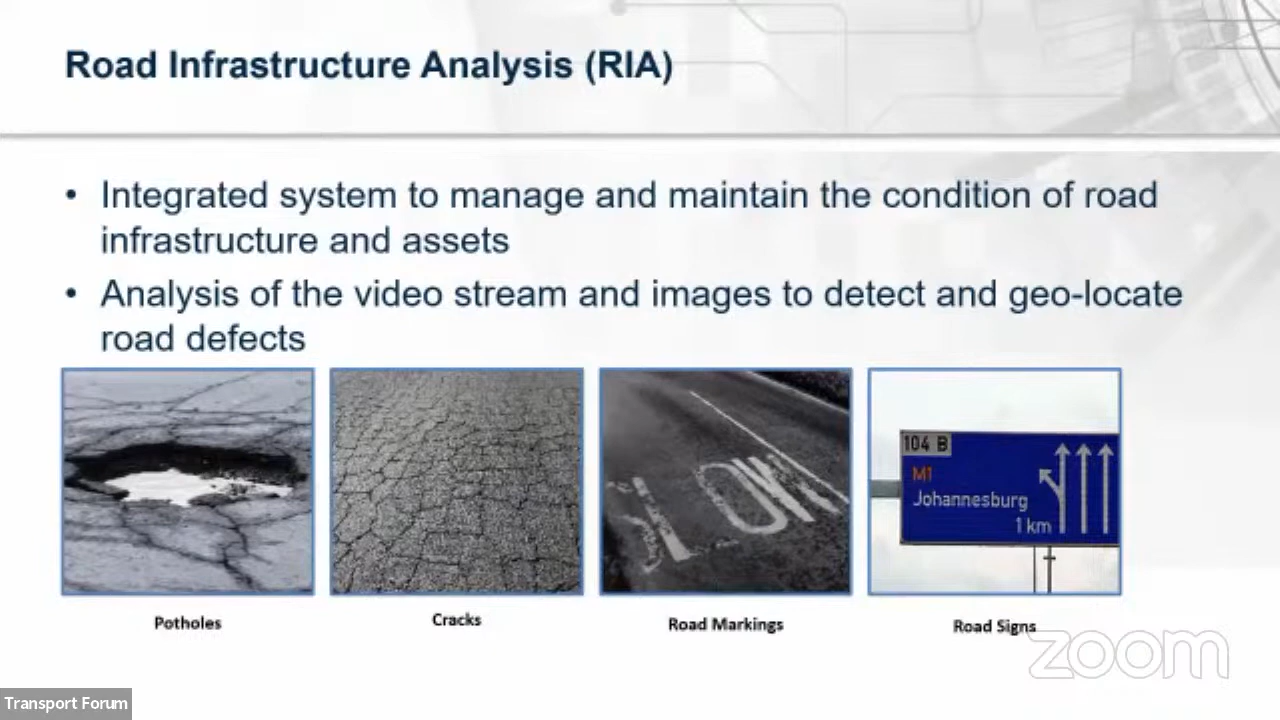 Road Infrastructure Analysis (RIA)
• Integrated system to manage and maintain the condition of road
infrastructure and assets
• Analysis of the video stream and images to detect and geo-locate
road defects
SLOW
104 B
M1
Johannesburg
1 km
Potholes
Cracks
Road Markings
Road Signs
zoom
Transport Forum